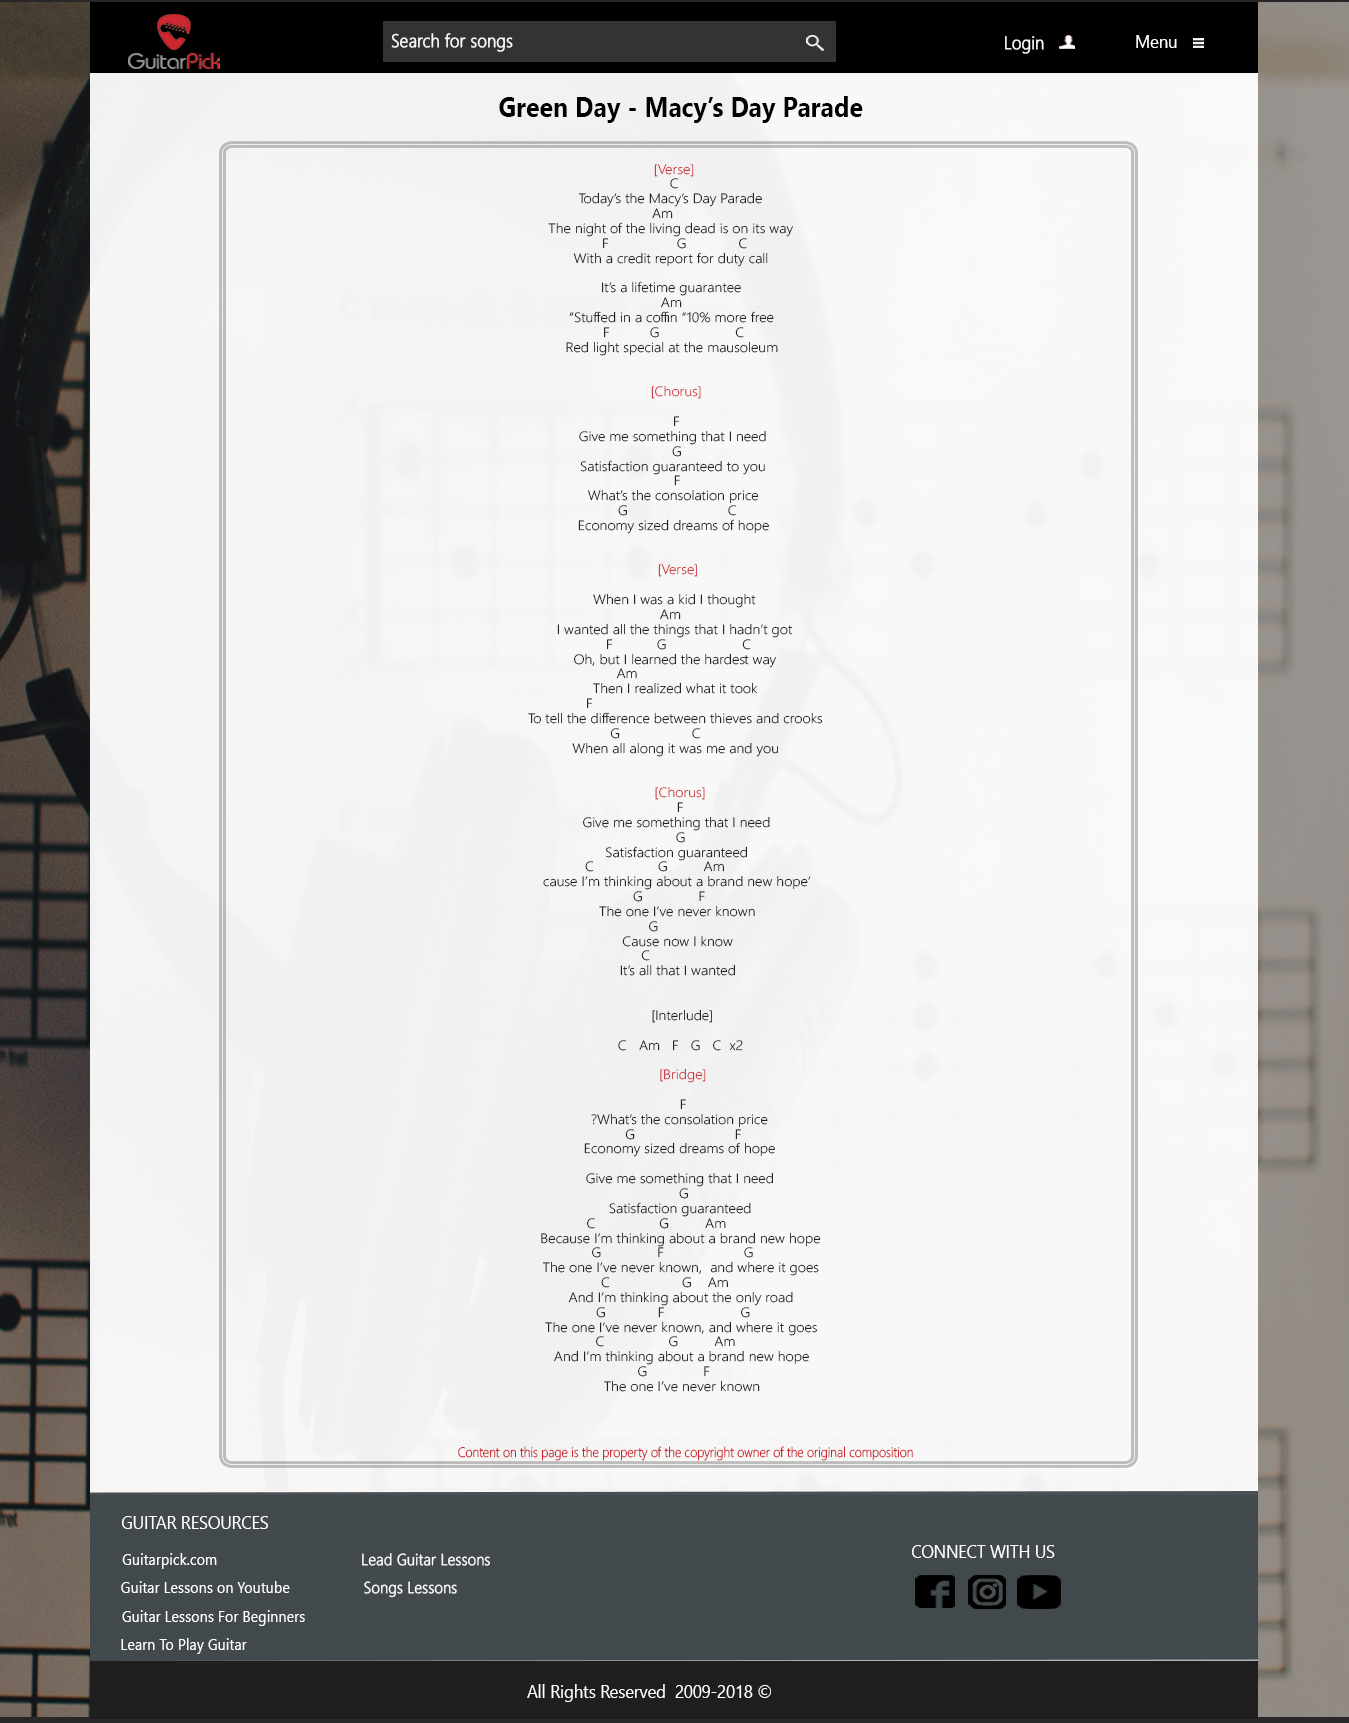 GuitarPick
Search for songs
Login
Menu
Green Day - Macy’s Day Parade
[Verse]
C
Today’s the Macy’s Day Parade
Am
The night of the living dead is on its way
F G C
With a credit report for duty call
It’s a lifetime guarantee
Am
“Stuffed in a coffin “10% more free
F G C
Red light special at the mausoleum
[Chorus]
F
Give me something that I need
G
Satisfaction guaranteed to you
F
What’s the consolation price
G C
Economy sized dreams of hope
[Verse]
When I was a kid I thought
Am
I wanted all the things that I hadn’t got
F G C
Oh, but I learned the hardest way
Am
Then I realized what it took
F
To tell the difference between thieves and crooks
G C
When all along it was me and you
[Chorus]
F
Give me something that I need
G
Satisfaction guaranteed
C G Am
cause I’m thinking about a brand new hope’
G F
The one I’ve never known
G
Cause now I know
C
It’s all that I wanted
[Interlude]
C Am F G C x2
[Bridge]
F
?What’s the consolation price
G F
Economy sized dreams of hope
Give me something that I need
G
Satisfaction guaranteed
C G Am
Because I’m thinking about a brand new hope
G F G
The one I’ve never known, and where it goes
C G Am
And I’m thinking about the only road
G F G
The one I’ve never known, and where it goes
C G Am
And I’m thinking about a brand new hope
G F
The one I’ve never known
Content on this page is the property of the copyright owner of the original composition
GUITAR RESOURCES
Guitarpick.com
Guitar Lessons on Youtube
Guitar Lessons For Beginners
Learn To Play Guitar
Lead Guitar Lessons
Songs Lessons
CONNECT WITH US
All Rights Reserved 2009-2018 ©